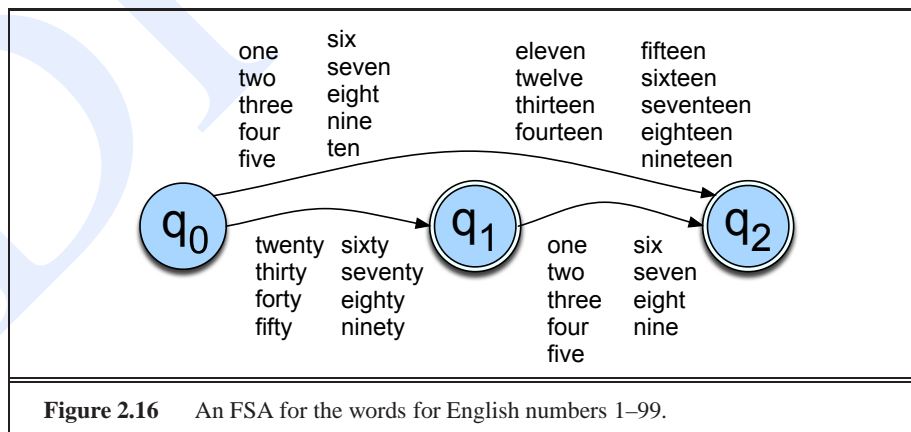 one six eleven fifteen
two seven twelve sixteen
three eight thirteen seventeen
four nine fourteen eighteen
five ten nineteen
q0 q1 q2
twenty sixty one six
thirty seventy two seven
forty eighty three eight
fifty ninety four nine
five
Figure 2.16 An FSA for the words for English numbers 1–99.